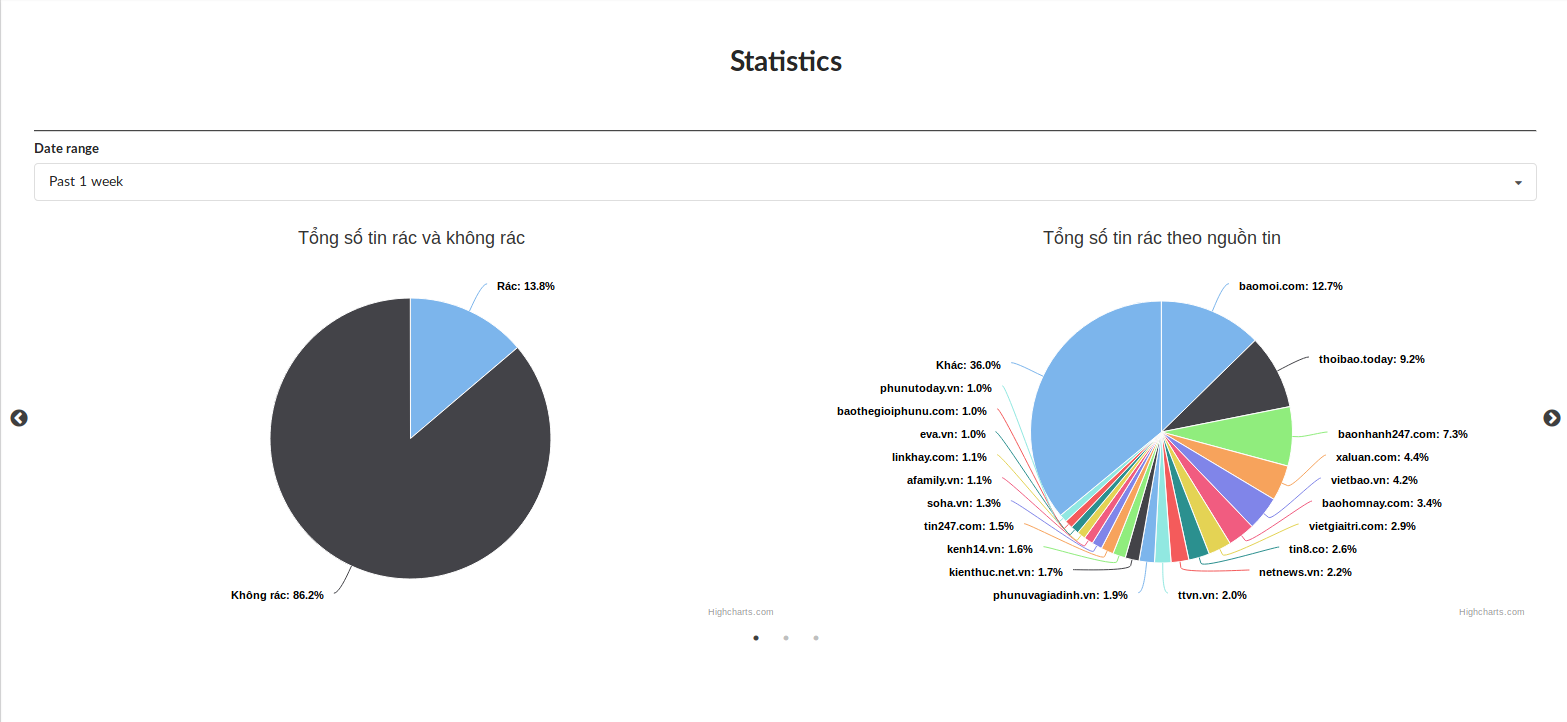 Statistics
Date range
Past 1 week
Tổng số tin rác và không rác
Rác: 13.8%
Không rác: 86.2%
Highcharts.com
Tổng số tin rác theo nguồn tin
baomoi.com: 12.7%
thoibao.today: 9.2%
baonhanh247.com: 7.3%
xaluan.com: 4.4%
vietbao.vn: 4.2%
baohomnay.com: 3.4%
vietgiaitri.com: 2.9%
tin8.co: 2.6%
netnews.vn: 2.2%
ttvn.vn: 2.0%
phunuvagiadinh.vn: 1.9%
kienthuc.net.vn: 1.7%
kenh14.vn: 1.6%
tin247.com: 1.5%
soha.vn: 1.3%
afamily.vn: 1.1%
linkhay.com: 1.1%
eva.vn: 1.0%
baothegioiphunu.com: 1.0%
phunutoday.vn: 1.0%
Khác: 36.0%
Highcharts.com